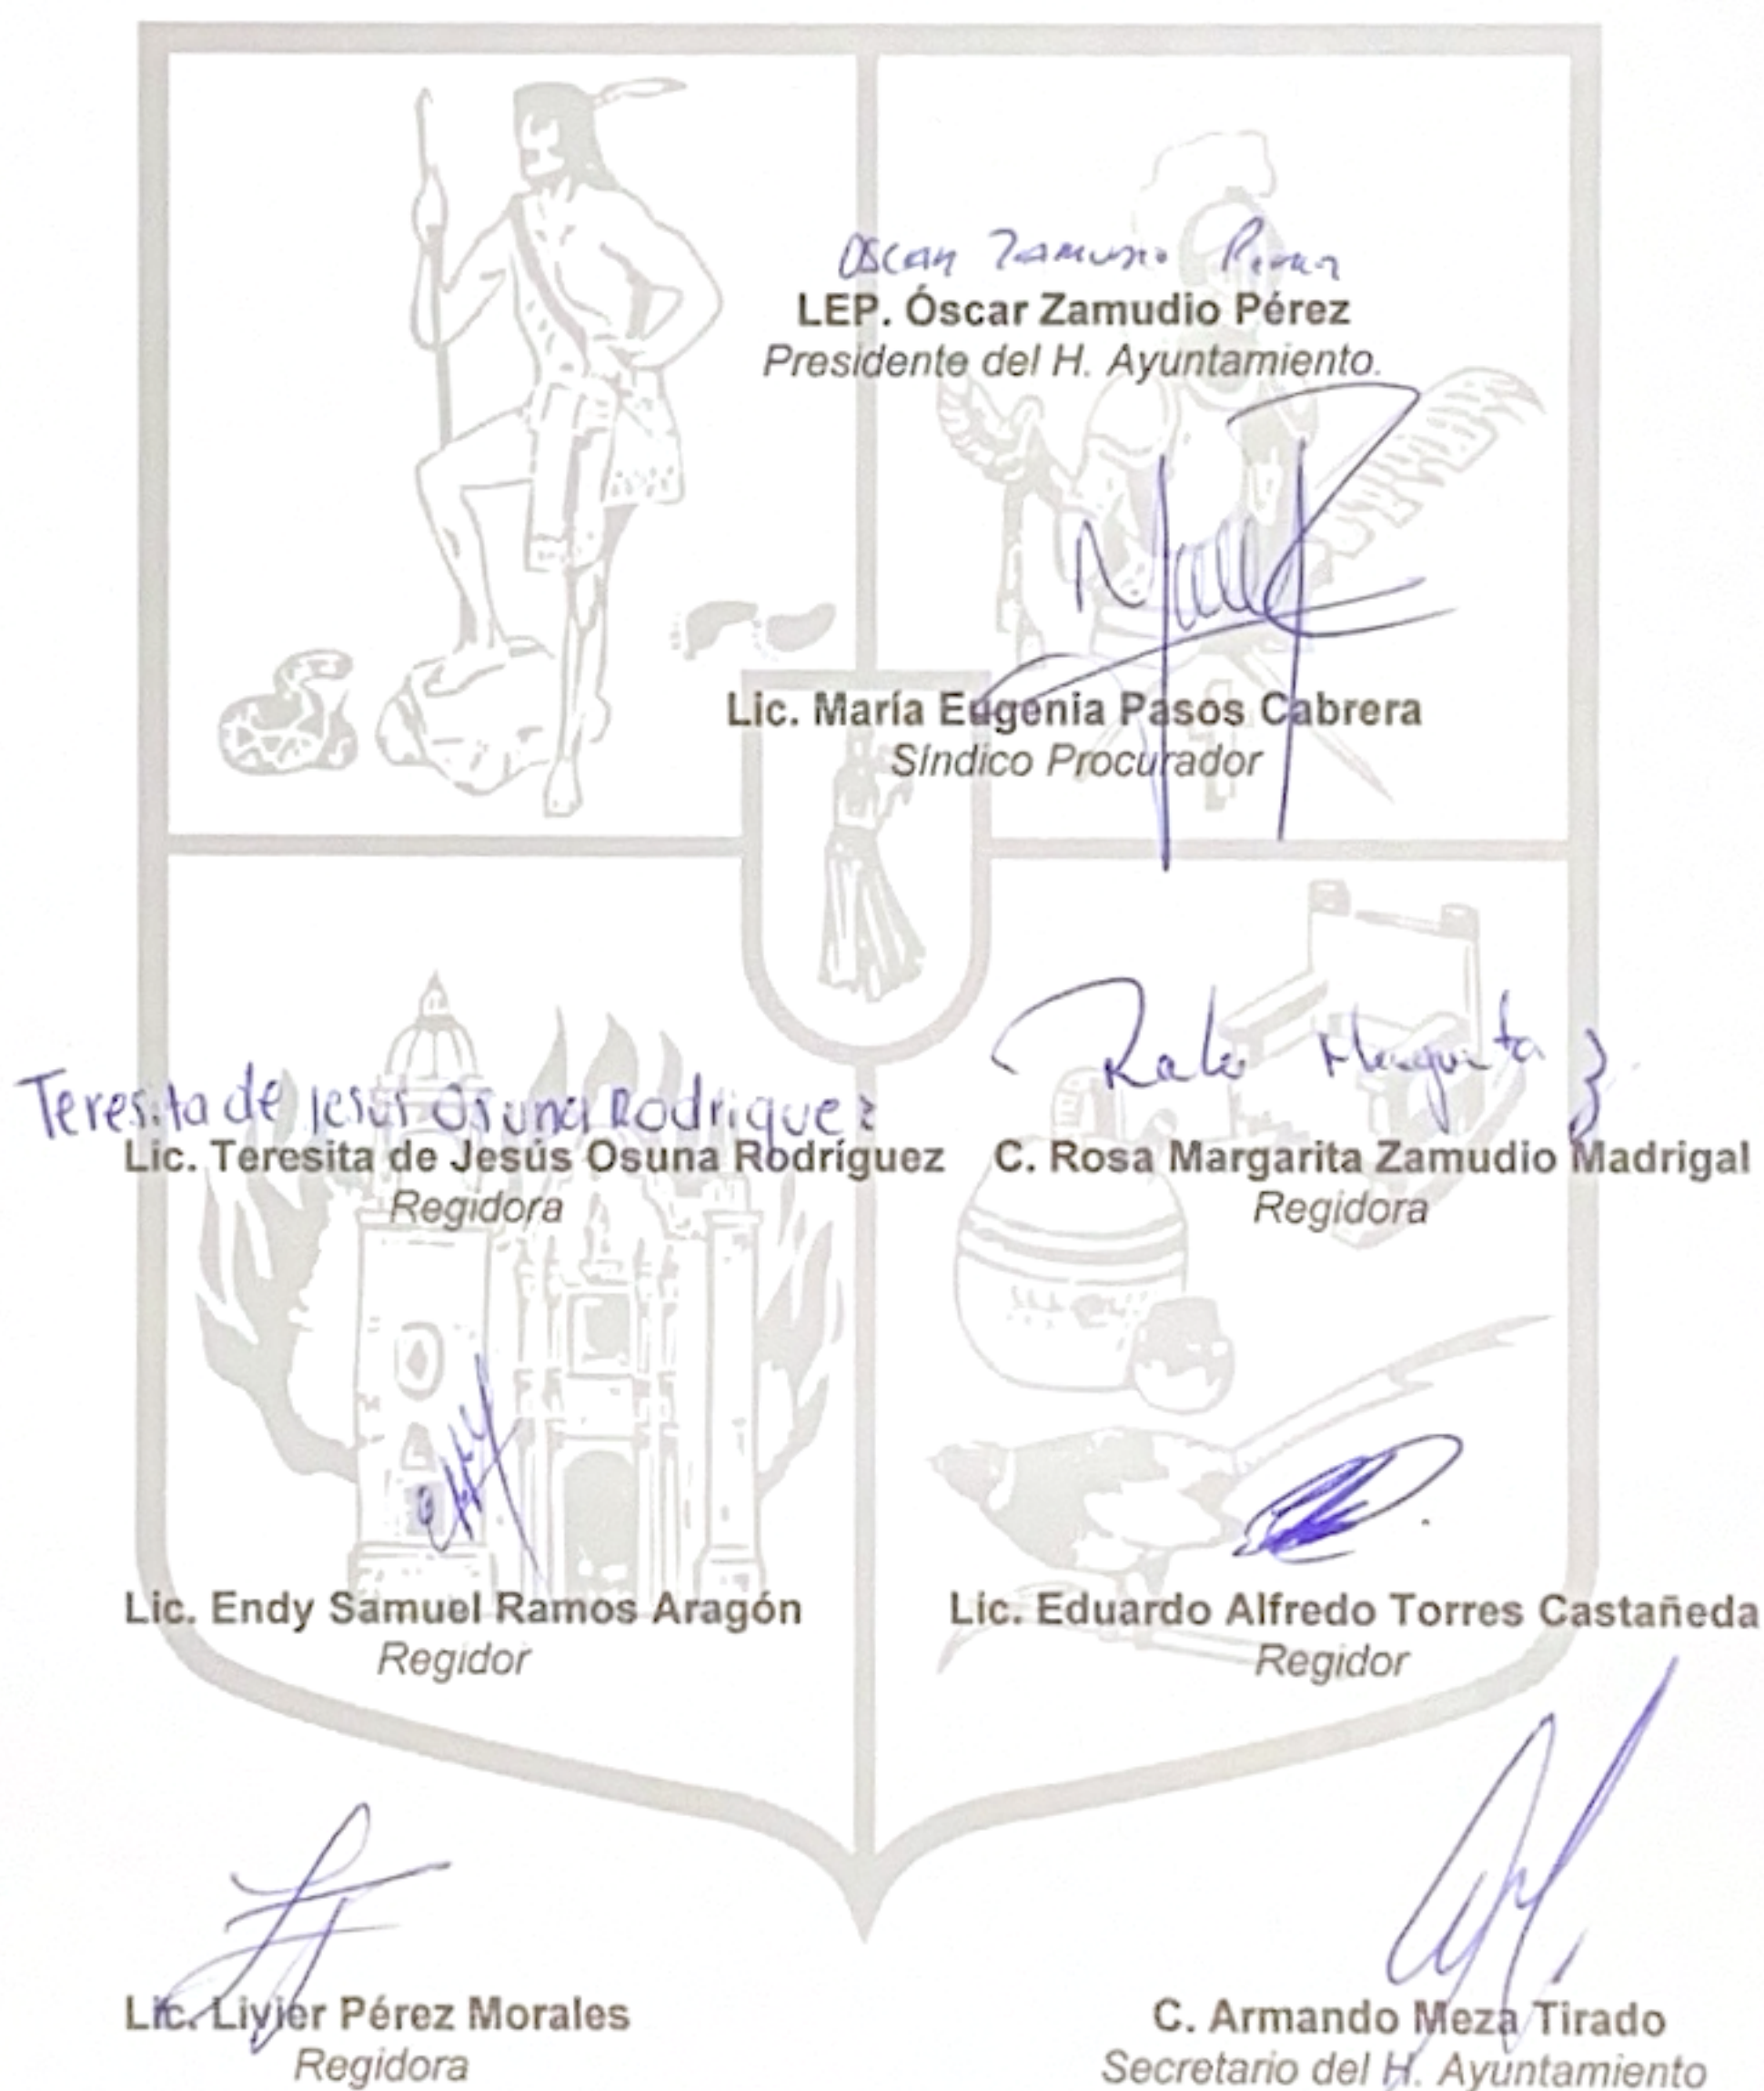 Oscar Zamudio Perez
LEP. Óscar Zamudio Pérez
Presidente del H. Ayuntamiento.
Lic. María Eugenia Pasos Cabrera
Síndico Procurador
Teresita de Jesús Osuna Rodriguez
Lic. Teresita de Jesús Osuna Rodríguez
Regidora
Margarita
C. Rosa Margarita Zamudio Madrigal
Regidora
Lic. Endy Samuel Ramos Aragón
Regidor
Lic. Eduardo Alfredo Torres Castañeda
Regidor
Lic. Livier Pérez Morales
Regidora
C. Armando Meza Tirado
Secretario del H. Ayuntamiento